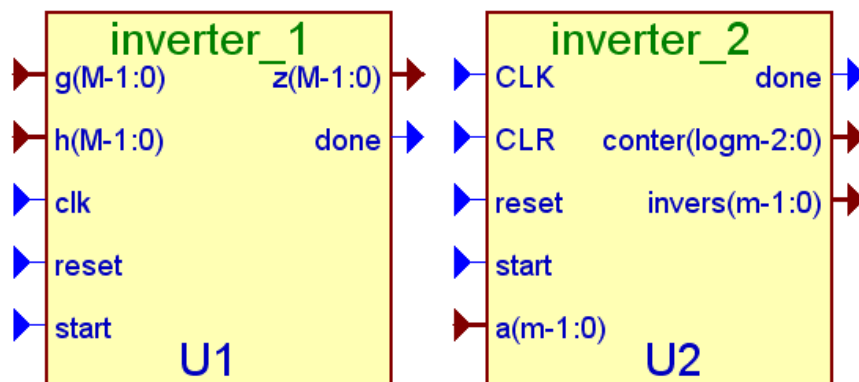 inverter_1
g(M-1:0) z(M-1:0)
h(M-1:0) done
clk
reset
start
U1
inverter_2
CLK done
CLR conter(logm-2:0)
reset invers(m-1:0)
start
a(m-1:0)
U2